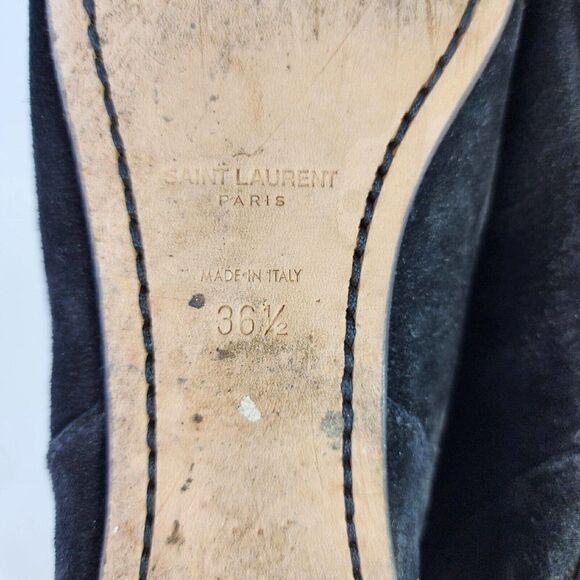 SAINT LAURENT
PARIS
MADE IN ITALY
36½